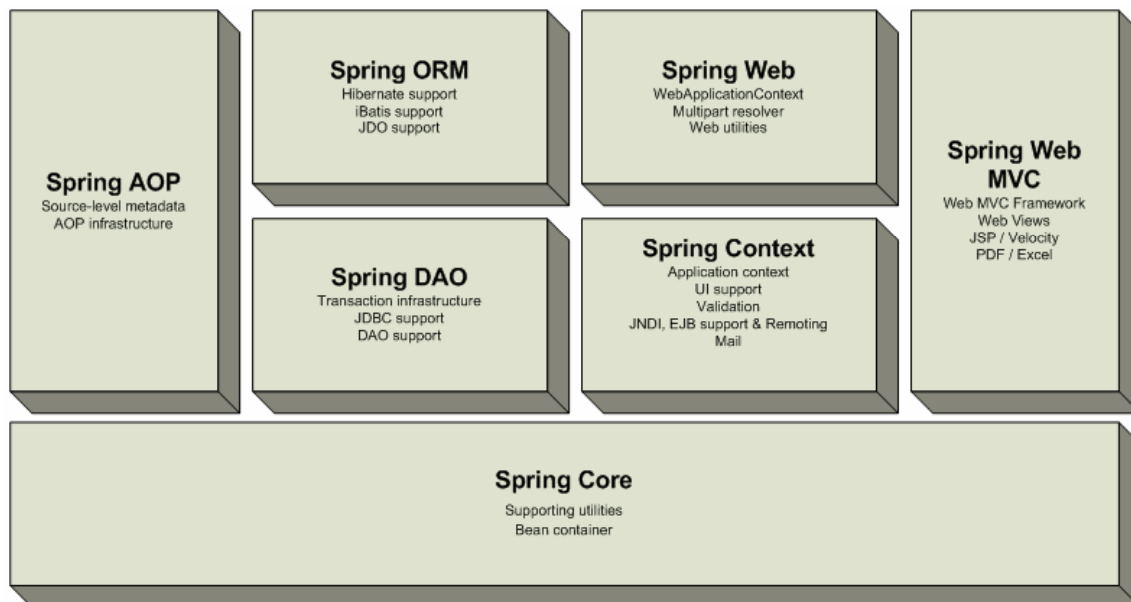 Spring AOP
Source-level metadata
AOP infrastructure
Spring ORM
Hibernate support
iBatis support
JDO support
Spring Web
WebApplicationContext
Multipart resolver
Web utilities
Spring Web
MVC
Web MVC Framework
Web Views
JSP / Velocity
PDF / Excel
Spring DAO
Transaction infrastructure
JDBC support
DAO support
Spring Context
Application context
UI support
Validation
JNDI, EJB support & Remoting
Mail
Spring Core
Supporting utilities
Bean container